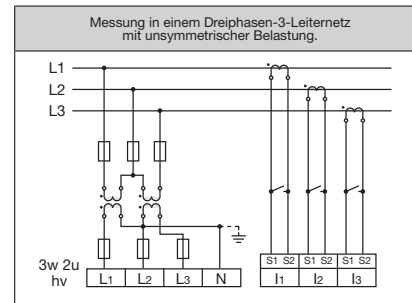 Messung in einem Dreiphasen-3-Leiternetz
mit unsymmetrischer Belastung.
L1
L2
L3
S1 S2 S1 S2 S1 S2
3w 2u
hv
L1 L2 L3 N
I1 I2 I3